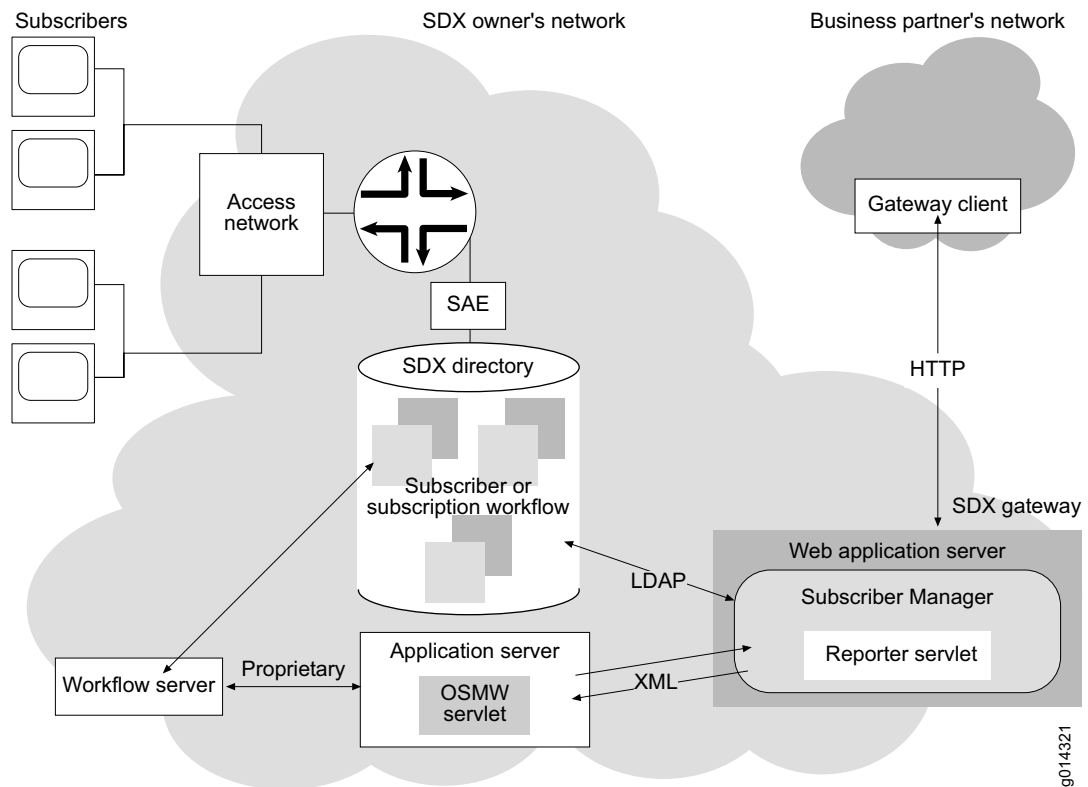 Subscribers
SDX owner's network
Business partner's network
Access
network
Gateway client
SAE
SDX directory
HTTP
Subscriber or
subscription workflow
SDX gateway
Web application server
LDAP
Subscriber Manager
Application server
Reporter servlet
Proprietary
Workflow server
XML
OSMW
servlet
g014321